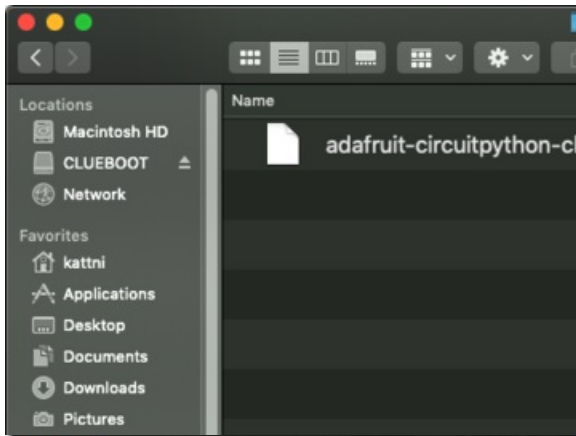 Locations
Macintosh HD
CLUEBOOT
Network
Favorites
kattni
Applications
Desktop
Documents
Downloads
Pictures
Name
adafruit-circuitpython-cl